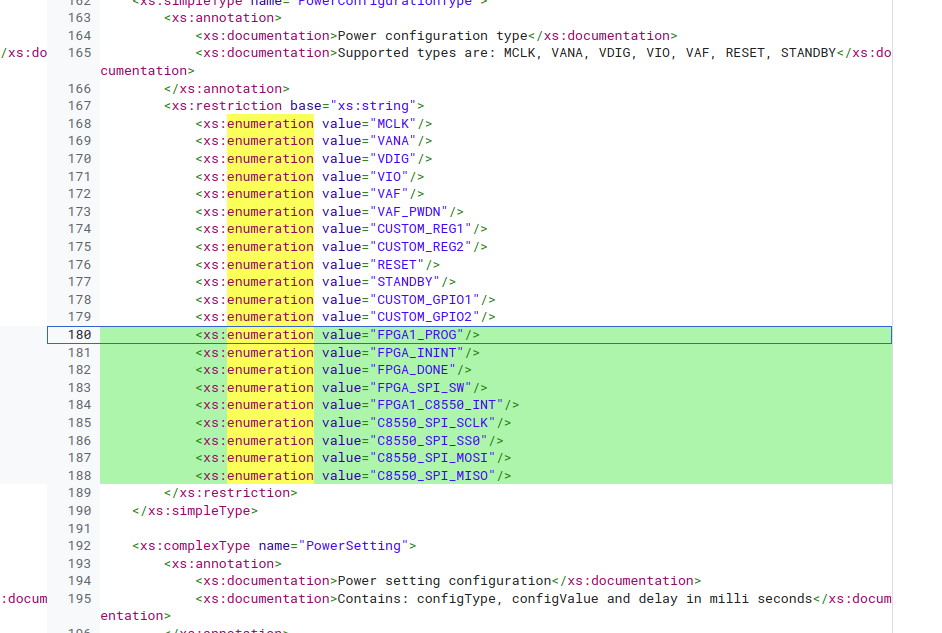 162 <xs:simpleType name="PowerConfigurationType">
163 <xs:annotation>
164 <xs:documentation>Power configuration type</xs:documentation>
/xs:do 165 <xs:documentation>Supported types are: MCLK, VANA, VDIG, VIO, VAF, RESET, STANDBY</xs:do
cumentation>
166 </xs:annotation>
167 <xs:restriction base="xs:string">
168 <xs:enumeration value="MCLK"/>
169 <xs:enumeration value="VANA"/>
170 <xs:enumeration value="VDIG"/>
171 <xs:enumeration value="VIO"/>
172 <xs:enumeration value="VAF"/>
173 <xs:enumeration value="VAF_PWDN"/>
174 <xs:enumeration value="CUSTOM_REG1"/>
175 <xs:enumeration value="CUSTOM_REG2"/>
176 <xs:enumeration value="RESET"/>
177 <xs:enumeration value="STANDBY"/>
178 <xs:enumeration value="CUSTOM_GPIO1"/>
179 <xs:enumeration value="CUSTOM_GPIO2"/>
180 <xs:enumeration value="FPGA1_PROG"/>
181 <xs:enumeration value="FPGA_ININT"/>
182 <xs:enumeration value="FPGA_DONE"/>
183 <xs:enumeration value="FPGA_SPI_SW"/>
184 <xs:enumeration value="FPGA1_C8550_INT"/>
185 <xs:enumeration value="C8550_SPI_SCLK"/>
186 <xs:enumeration value="C8550_SPI_SS0"/>
187 <xs:enumeration value="C8550_SPI_MOSI"/>
188 <xs:enumeration value="C8550_SPI_MISO"/>
189 </xs:restriction>
190 </xs:simpleType>
191
192 <xs:complexType name="PowerSetting">
193 <xs:annotation>
194 <xs:documentation>Power setting configuration</xs:documentation>
:docum 195 <xs:documentation>Contains: configType, configValue and delay in milli seconds</xs:docum
entation>
196 </xs:annotation>